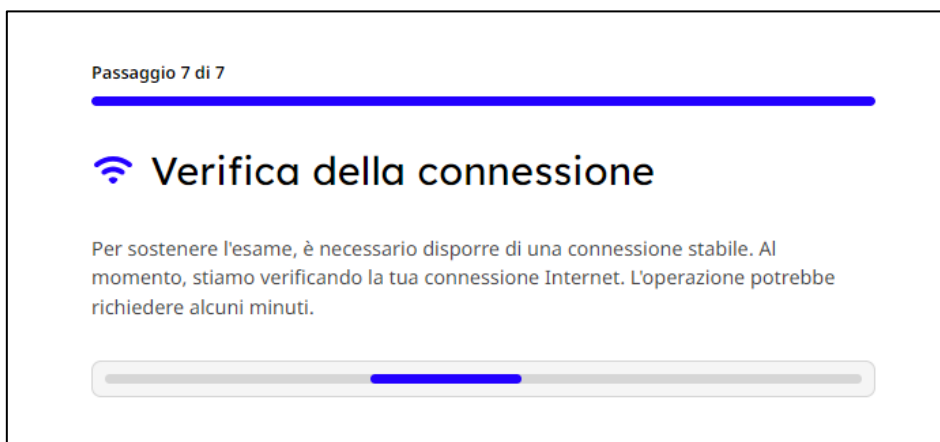 Passaggio 7 di 7
Verifica della connessione
Per sostenere l'esame, è necessario disporre di una connessione stabile. Al
momento, stiamo verificando la tua connessione Internet. L'operazione potrebbe
richiedere alcuni minuti.